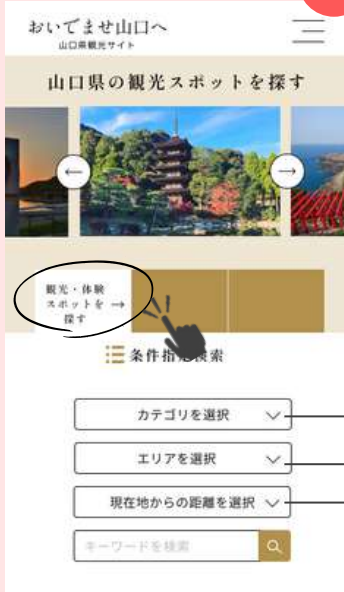 おいでませ山口へ
山口県観光サイト
山口県の観光スポットを探す
←
→
観光・体験
スポットを →
探す
条件指定検索
カテゴリを選択
エリアを選択
現在地からの距離を選択
キーワードを検索